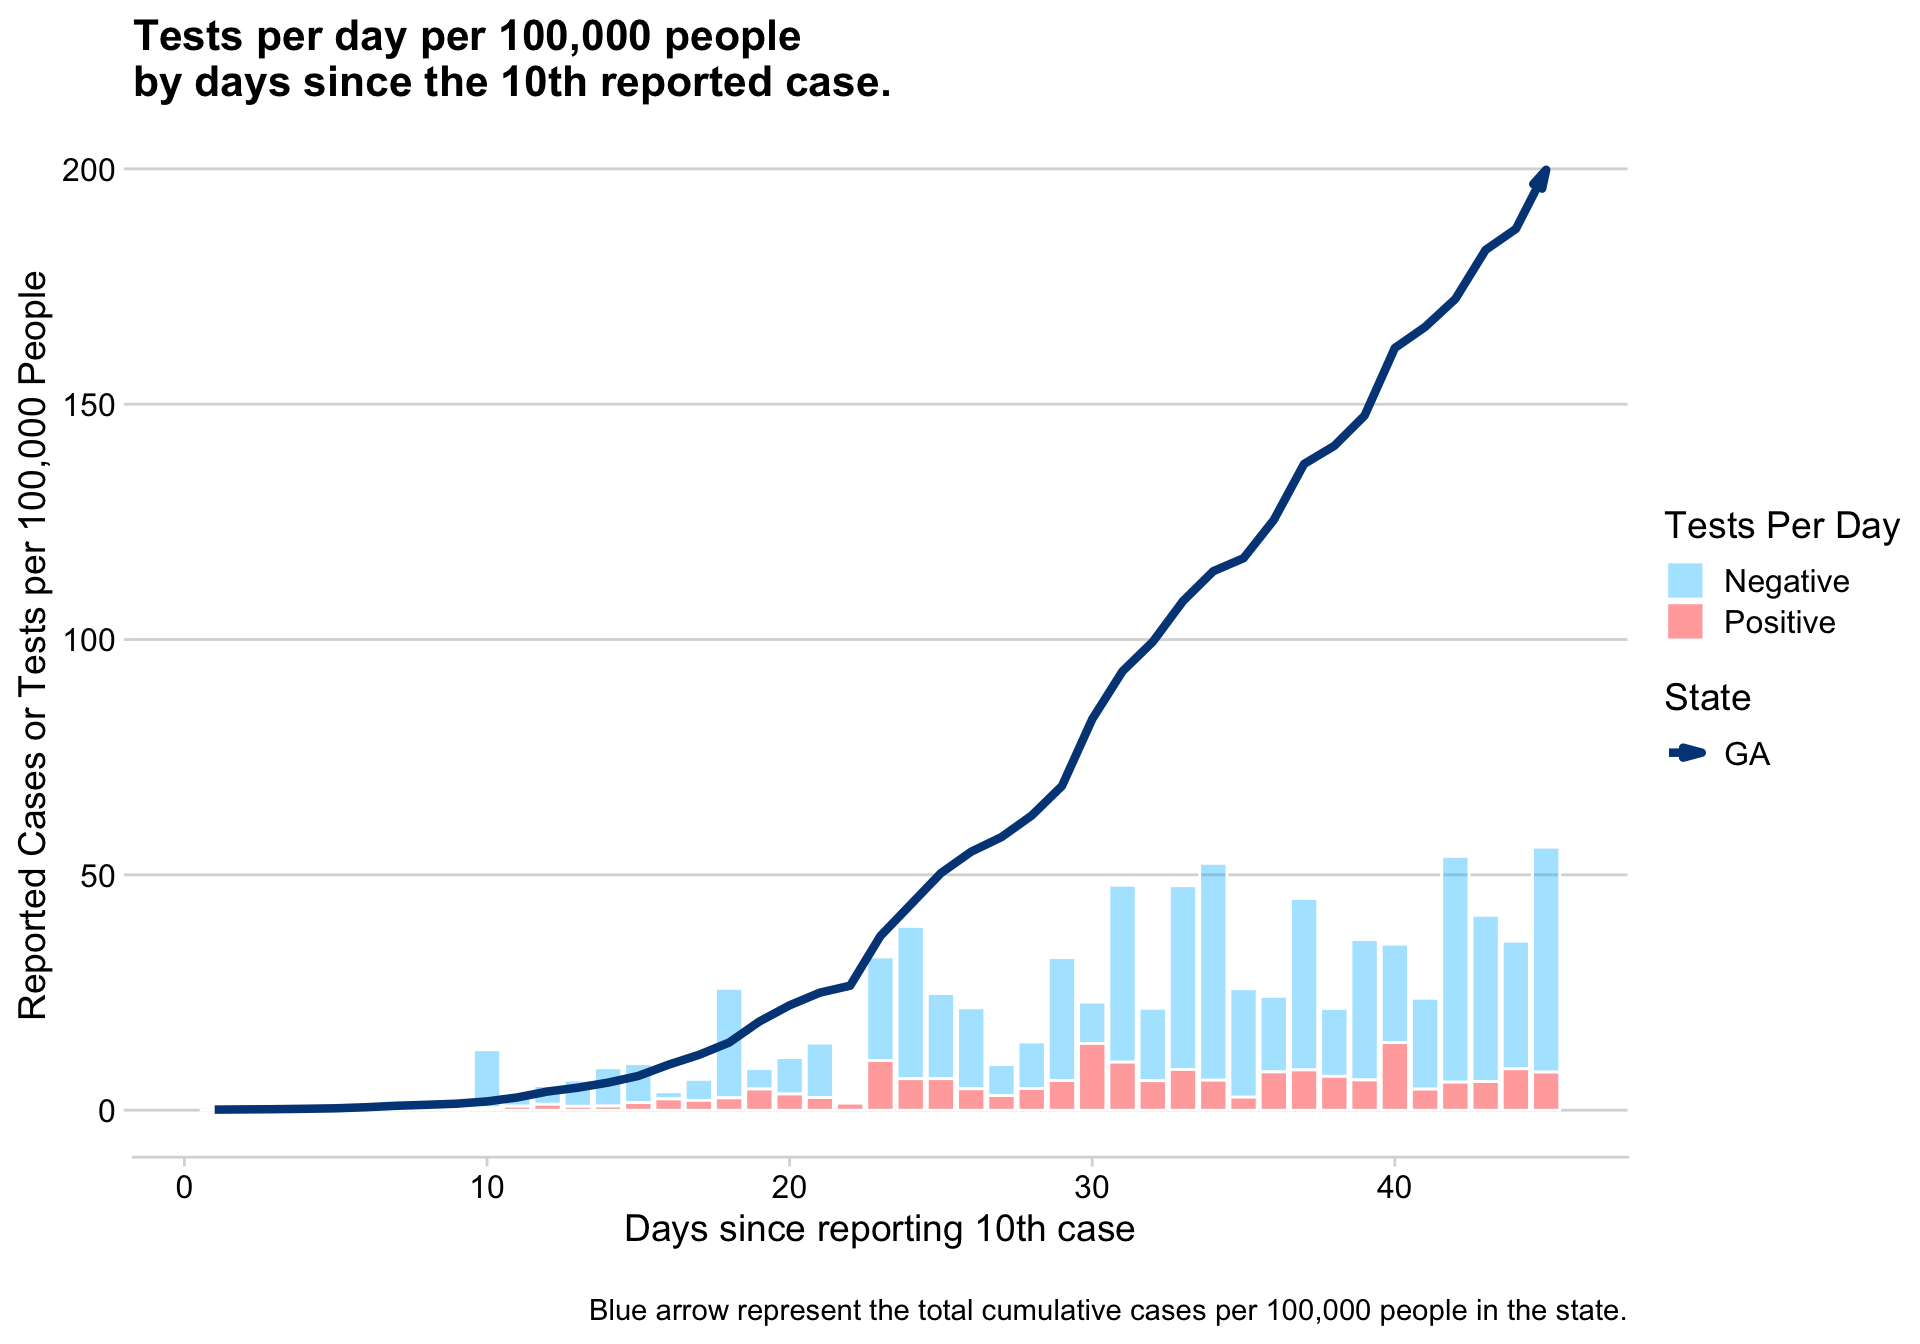 Tests per day per 100,000 people
by days since the 10th reported case.
Reported Cases or Tests per 100,000 People
200
150
100
50
0
0
10
20
30
40
Days since reporting 10th case
Tests Per Day
Negative
Positive
State
GA
Blue arrow represent the total cumulative cases per 100,000 people in the state.